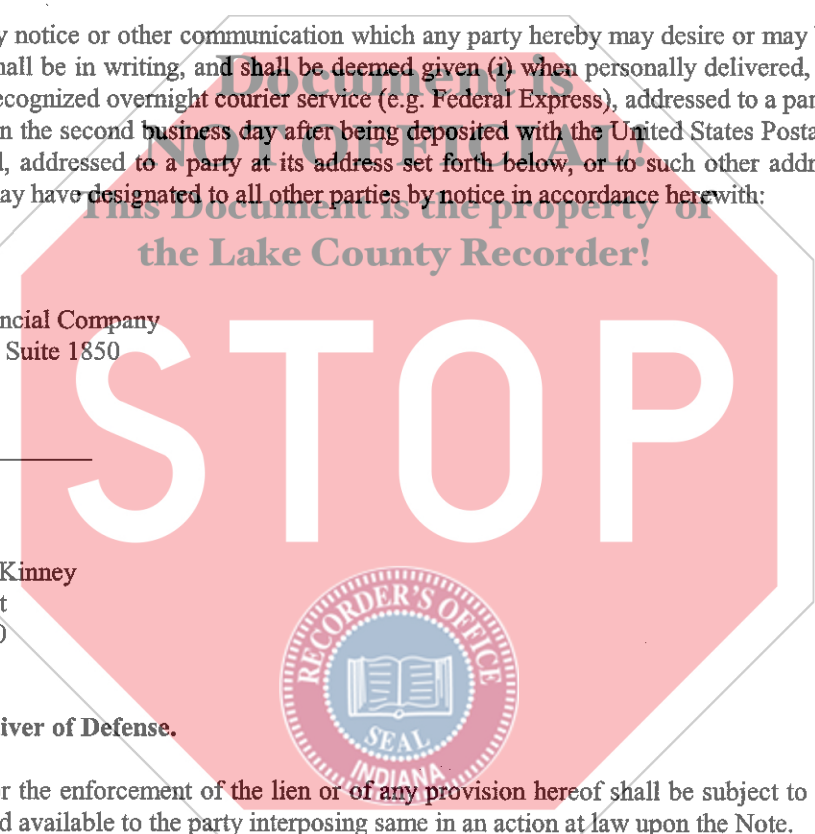 notice or other communication which any party hereby may desire or may
hall be in writing, and shall be deemed given (i) when personally delivered,
ecognized overnight courier service (e.g. Federal Express), addressed to a par
n the second business day after being deposited with the United States Posta
, addressed to a party at its address set forth below, or to such other addr
ay have designated to all other parties by notice in accordance herewith:
Document is
NOT OFFICIAL!
This Document is the property of
the Lake County Recorder!
ncial Company
Suite 1850
STOP
Kinney
t
RECORDER'S OFFICE
SEAL
INDIANA
iver of Defense.
r the enforcement of the lien or of any provision hereof shall be subject to
d available to the party interposing same in an action at law upon the Note.